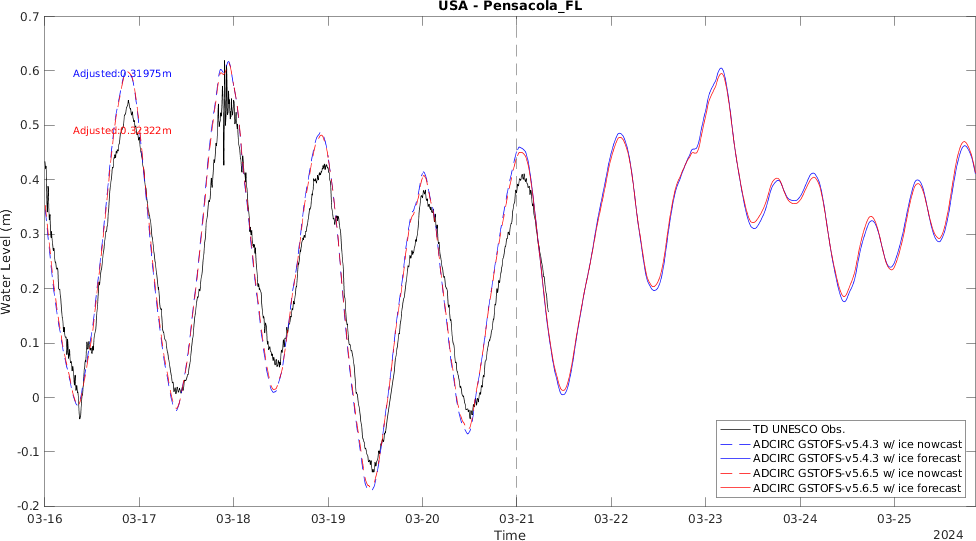 USA - Pensacola_FL
0.7
0.6
0.5
0.4
0.3
0.2
0.1
0
-0.1
-0.2
Water Level (m)
Adjusted:0.31975m
Adjusted:0.32322m
TD UNESCO Obs.
ADCIRC GSTOFS-v5.4.3 w/ ice nowcast
ADCIRC GSTOFS-v5.4.3 w/ ice forecast
ADCIRC GSTOFS-v5.6.5 w/ ice nowcast
ADCIRC GSTOFS-v5.6.5 w/ ice forecast
03-16 03-17 03-18 03-19 03-20 03-21 03-22 03-23 03-24 03-25
Time
2024